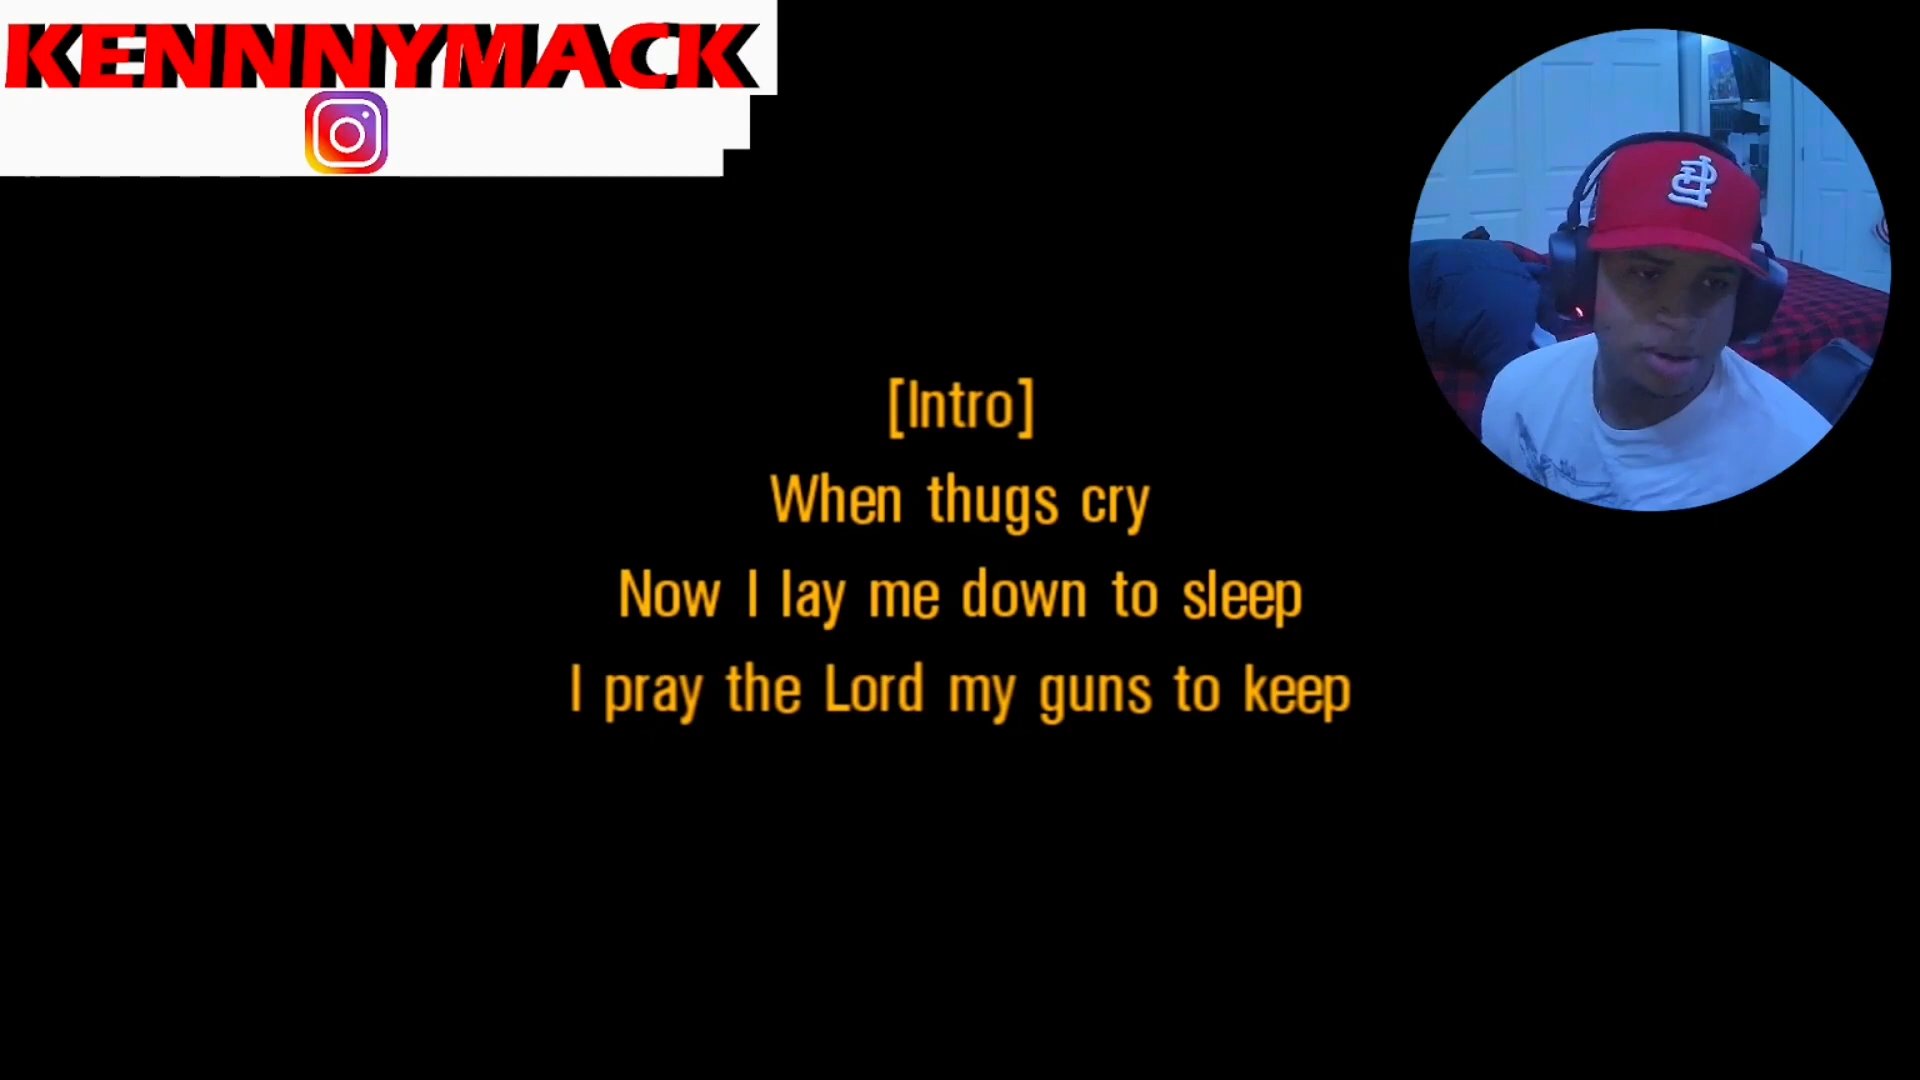 KENNNYMACK
[Intro]
When thugs cry
Now I lay me down to sleep
I pray the Lord my guns to keep